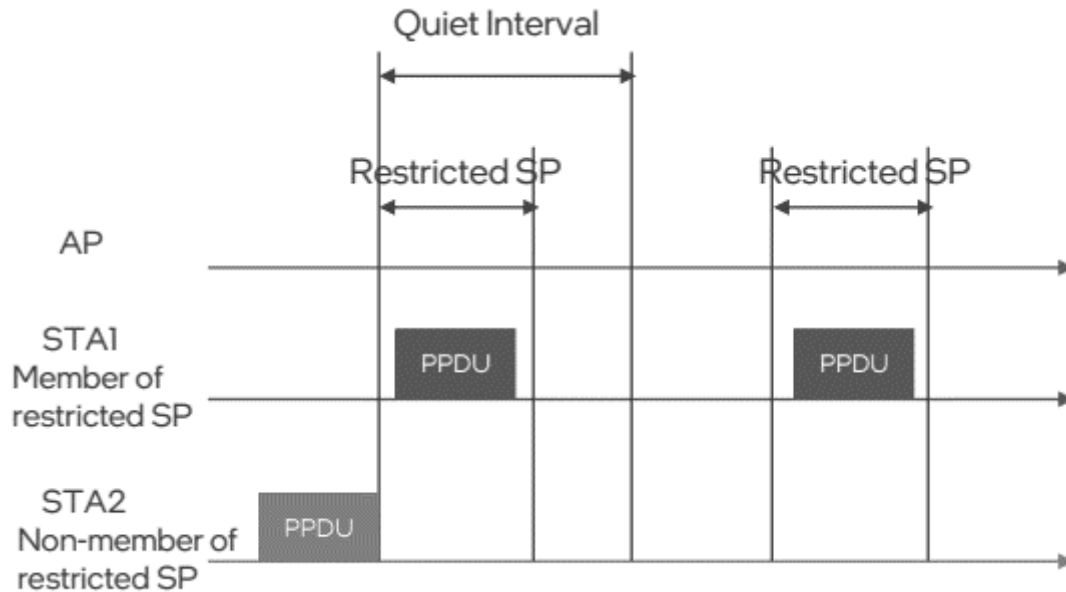 Quiet Interval
Restricted SP
Restricted SP
AP
STA1
Member of
restricted SP
PPDU
PPDU
STA2
Non-member of
restricted SP
PPDU